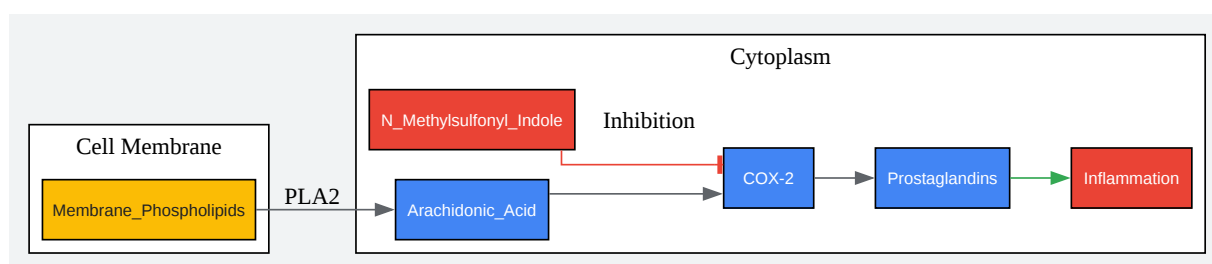 Cytoplasm
N_Methylsulfonyl_Indole
Inhibition
Cell Membrane
Membrane_Phospholipids
PLA2
Arachidonic_Acid
COX-2
Prostaglandins
Inflammation